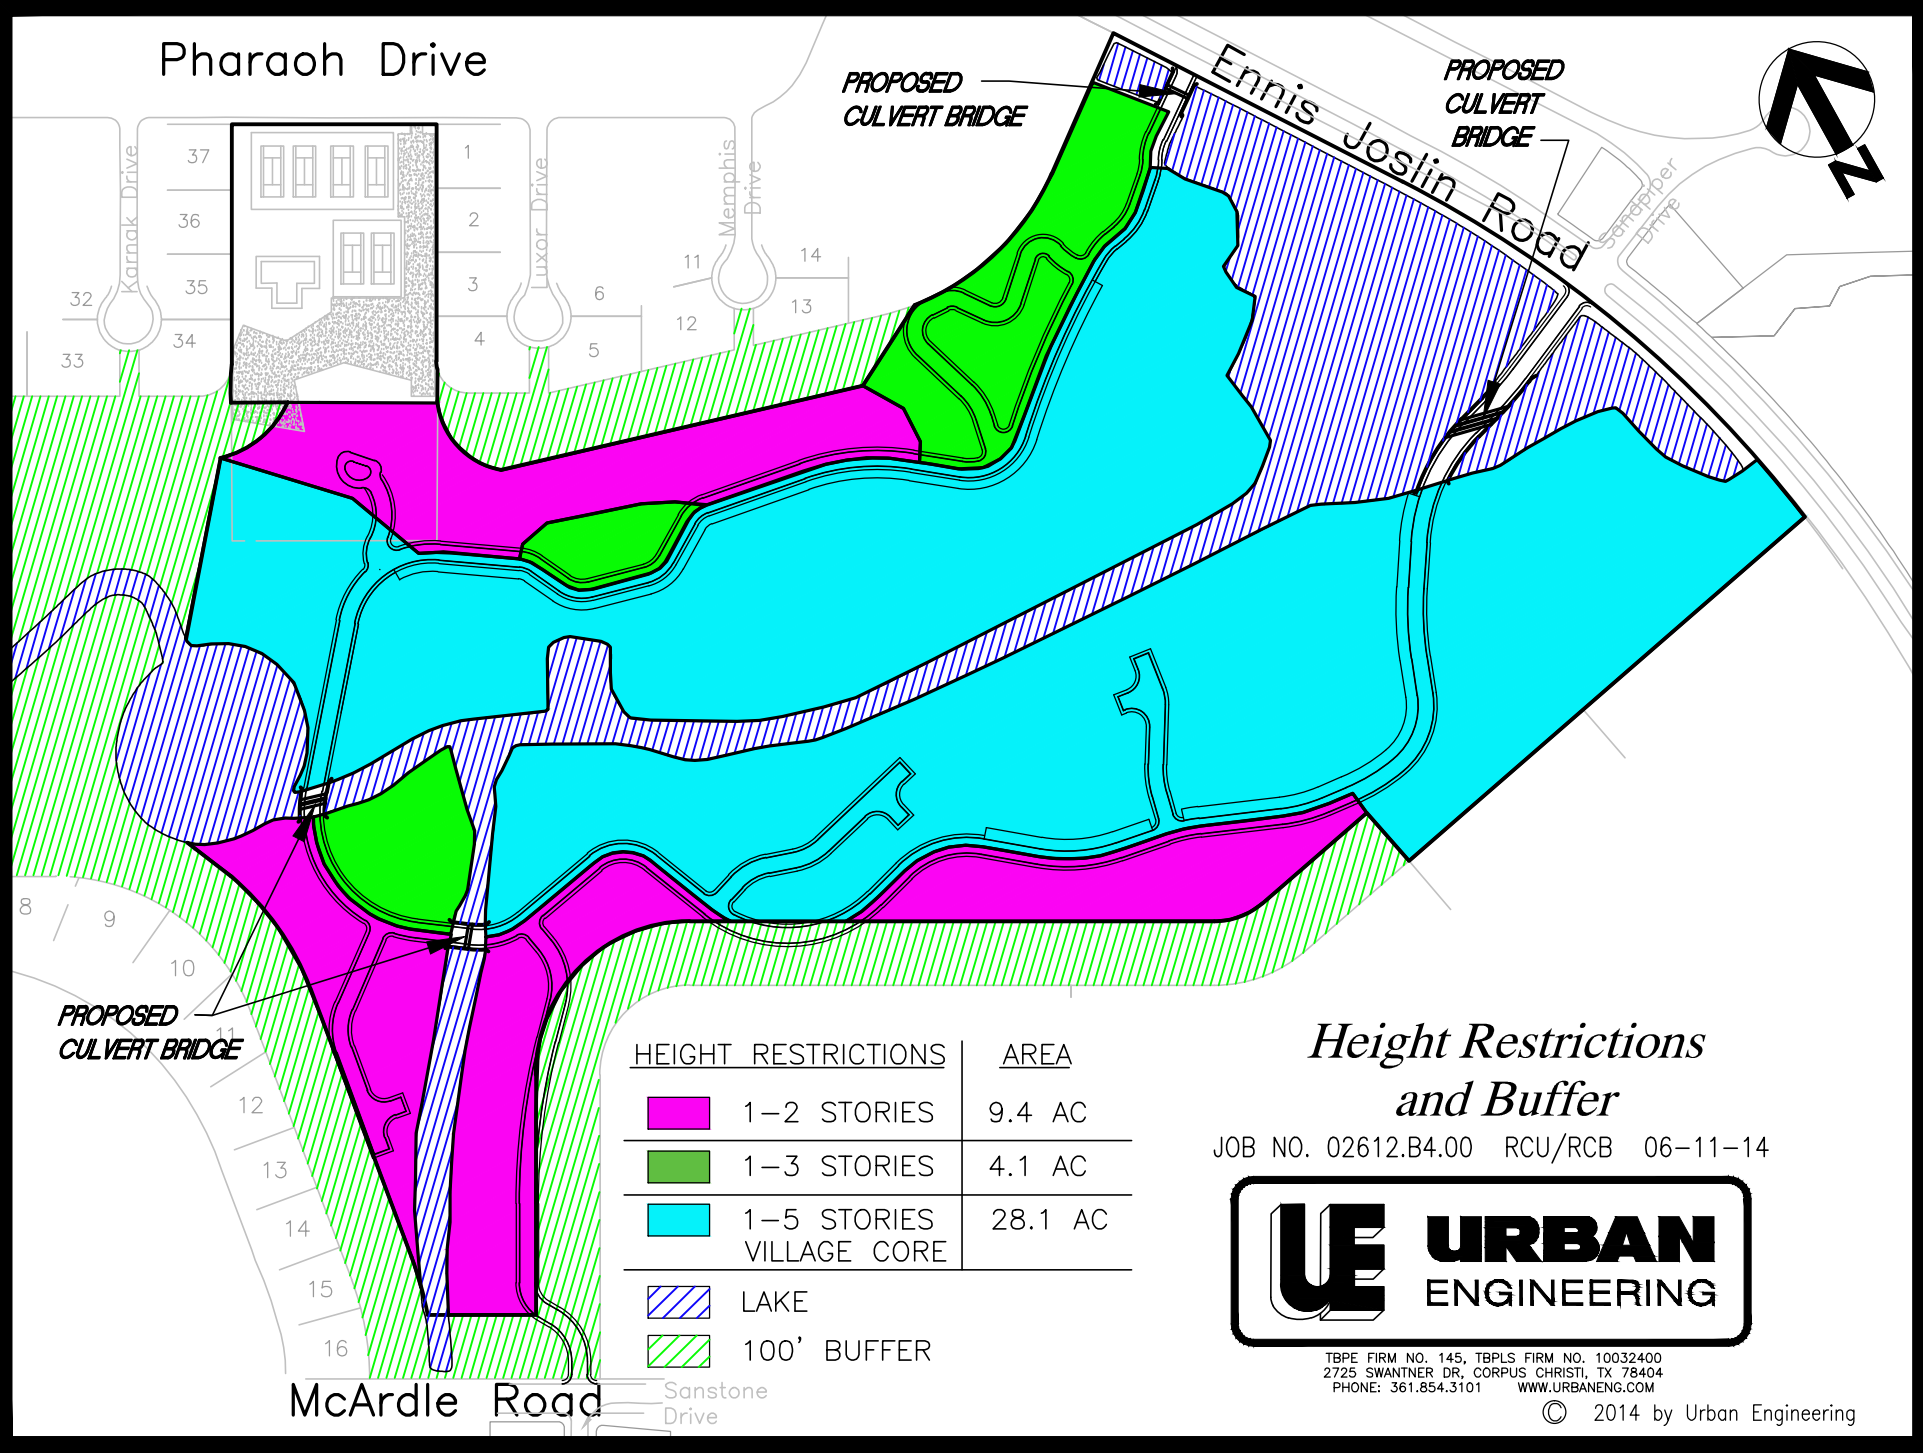 Pharaoh Drive
PROPOSED
CULVERT BRIDGE
Ennis Joslin Road
PROPOSED
CULVERT
BRIDGE
N
Sandpiper
Drive
Karnak Drive
Luxor Drive
Memphis
Drive
37
36
35
34
33
32
1
2
3
4
5
6
11
12
13
14
8
9
10
11
12
13
14
15
16
PROPOSED
CULVERT BRIDGE
McArdle Road
Sanstone
Drive
HEIGHT RESTRICTIONS AREA
1-2 STORIES 9.4 AC
1-3 STORIES 4.1 AC
1-5 STORIES 28.1 AC
VILLAGE CORE
LAKE
100' BUFFER
Height Restrictions
and Buffer
JOB NO. 02612.B4.00 RCU/RCB 06-11-14
UE URBAN
ENGINEERING
TBPE FIRM NO. 145, TBPLS FIRM NO. 10032400
2725 SWANTNER DR, CORPUS CHRISTI, TX 78404
PHONE: 361.854.3101 WWW.URBANENG.COM
© 2014 by Urban Engineering